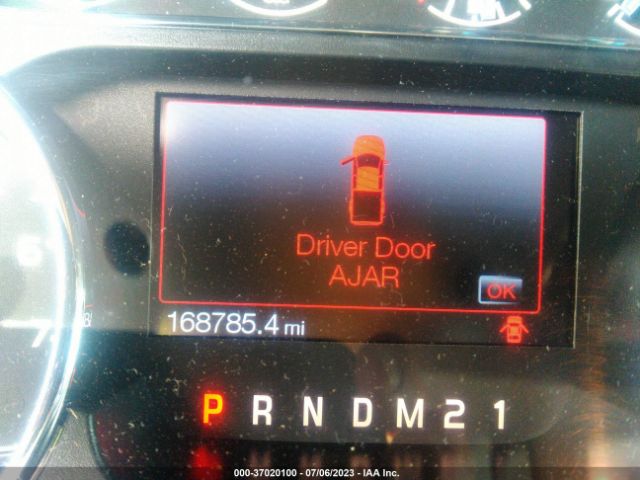 Driver Door
AJAR
OK
168785.4 mi
P R N D M 2 1
000-37020100 - 07/06/2023 - IAA Inc.